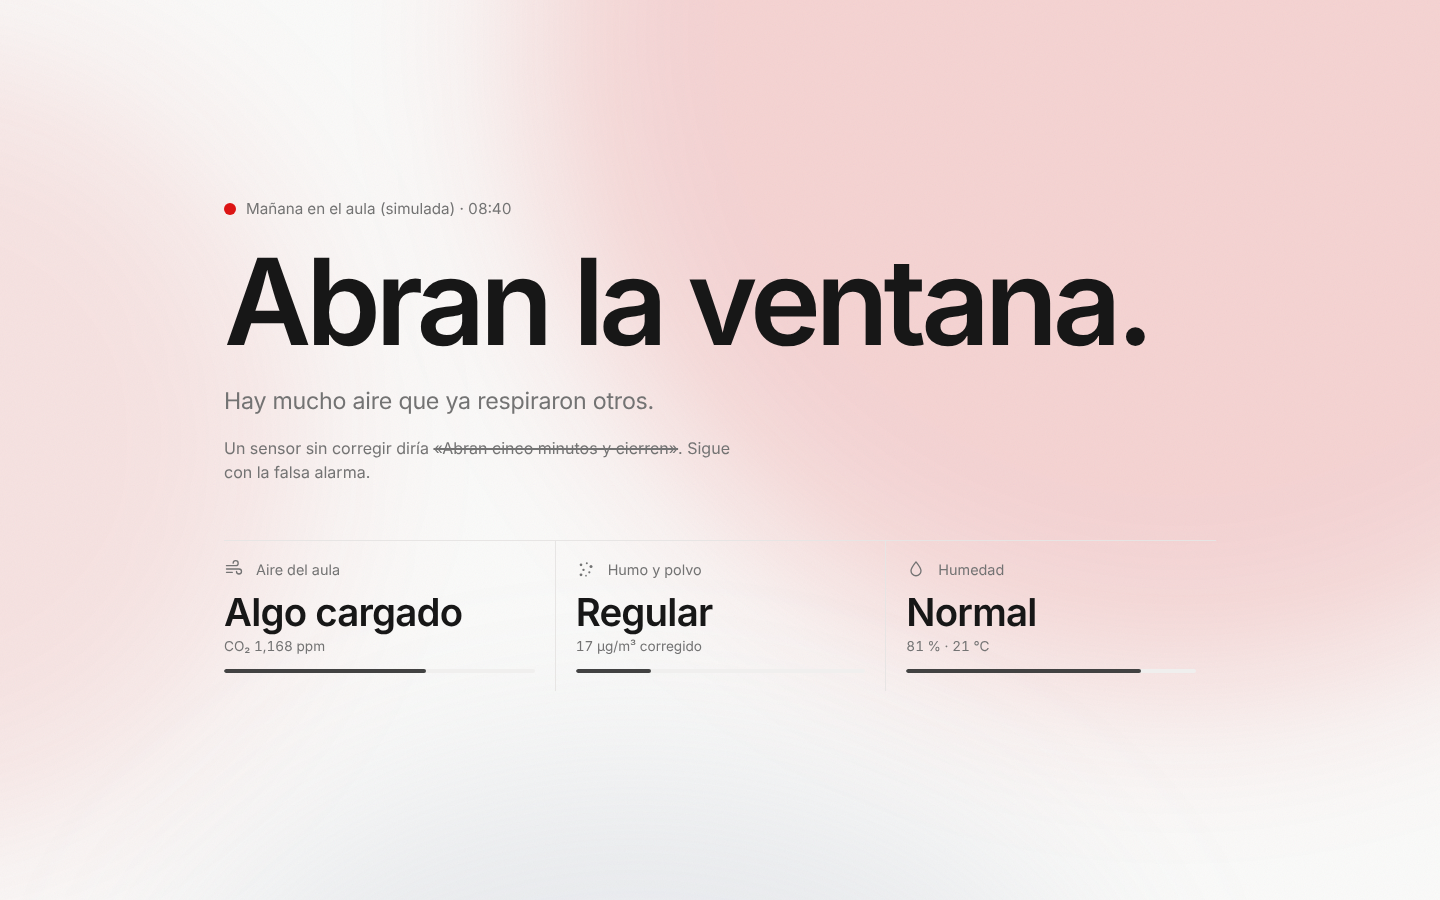 Mañana en el aula (simulada) · 08:40
Abran la ventana.
Hay mucho aire que ya respiraron otros.
Un sensor sin corregir diría «Abran cinco minutos y cierren». Sigue
con la falsa alarma.
Aire del aula
Algo cargado
CO₂ 1,168 ppm
Humo y polvo
Regular
17 µg/m³ corregido
Humedad
Normal
81 % · 21 °C